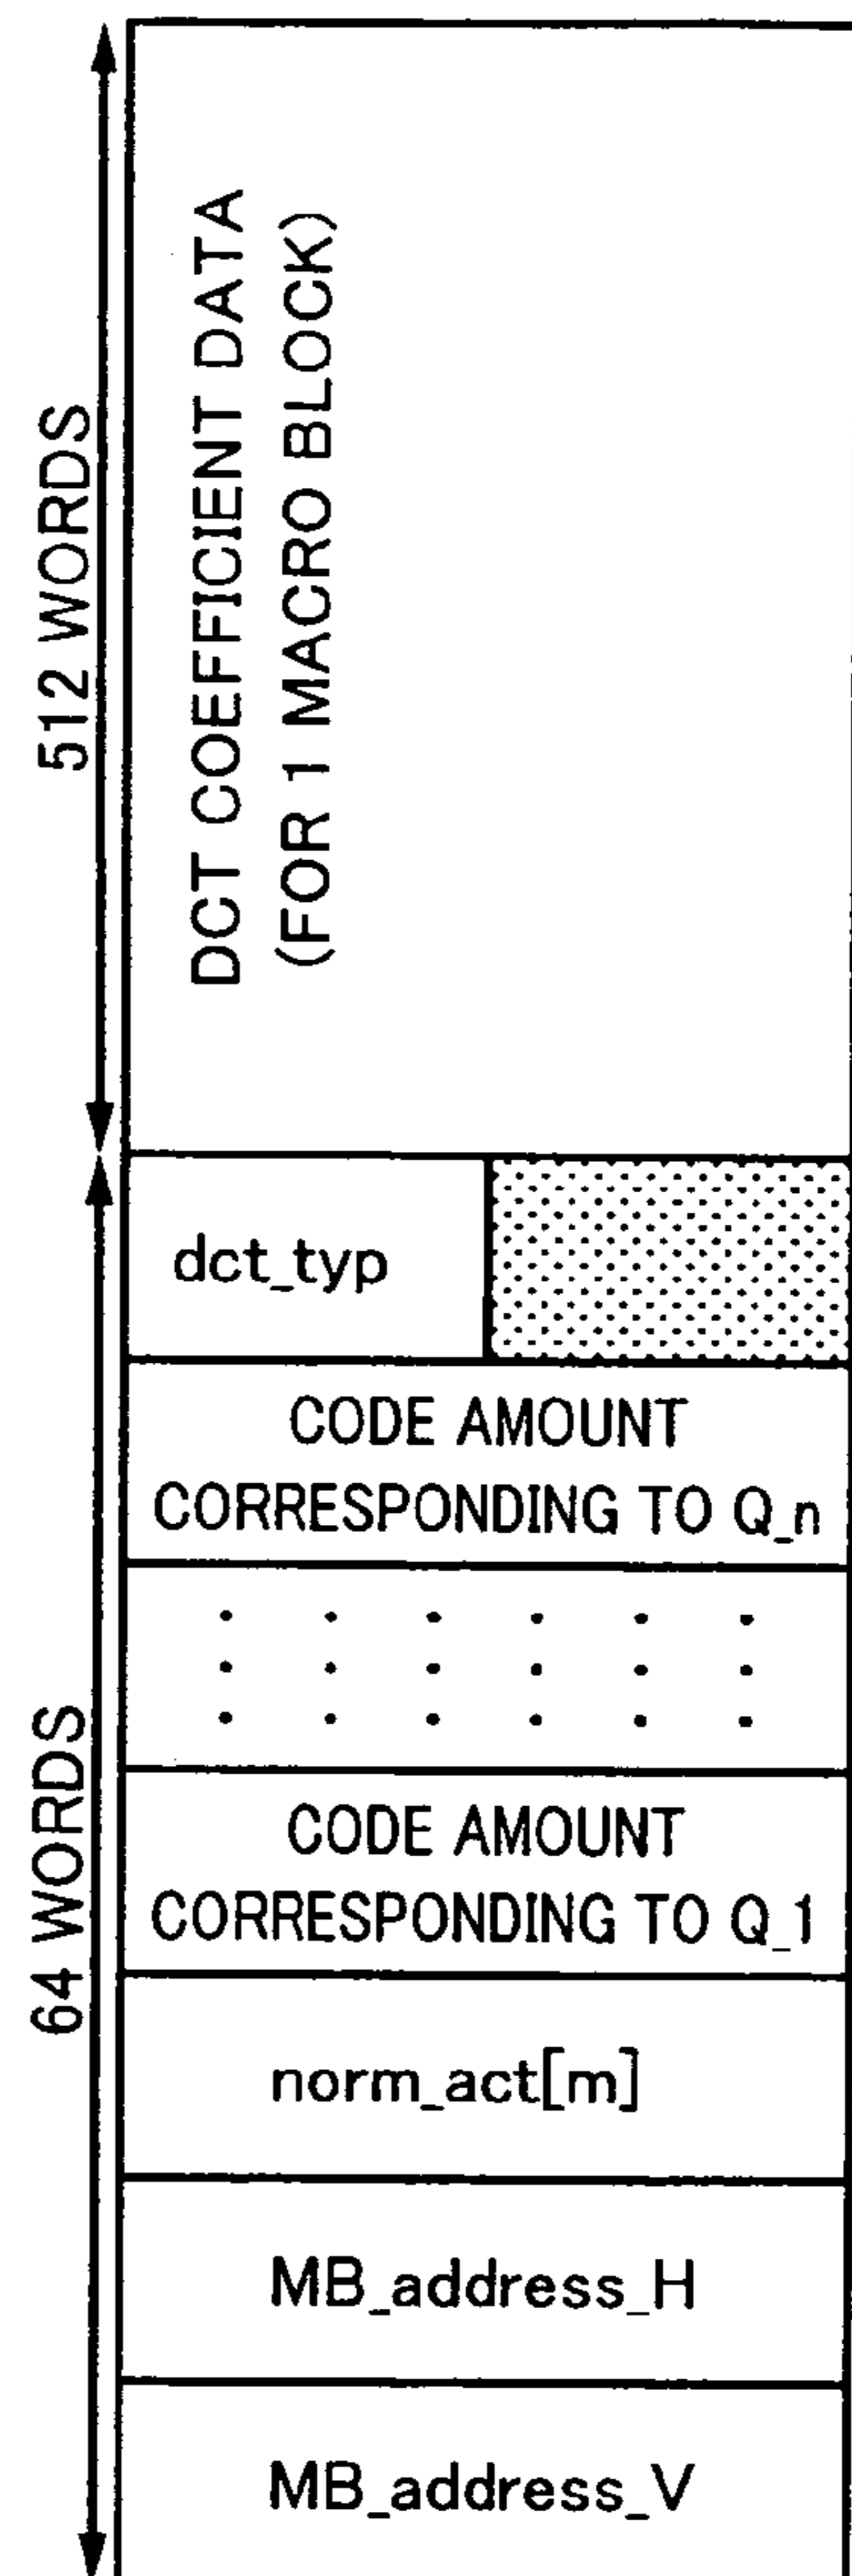 512 WORDS
DCT COEFFICIENT DATA
(FOR 1 MACRO BLOCK)
64 WORDS
dct_typ
CODE AMOUNT
CORRESPONDING TO Q_n
CODE AMOUNT
CORRESPONDING TO Q_1
norm_act[m]
MB_address_H
MB_address_V